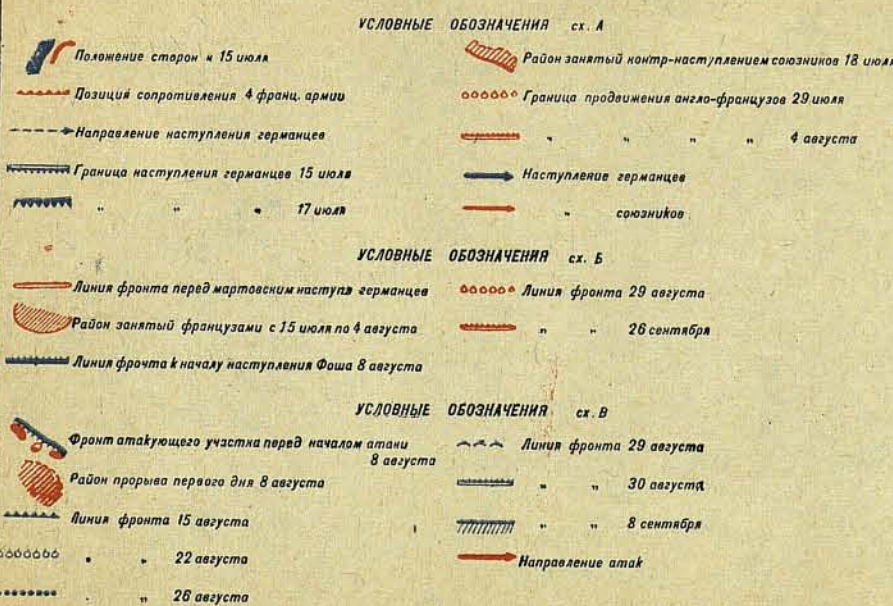 УСЛОВНЫЕ ОБОЗНАЧЕНИЯ сх. А
Положение сторон к 15 июля
Позиция сопротивления 4 франц. армии
Направление наступления германцев
Граница наступления германцев 15 июля
" " " 17 июля
Район занятый контр-наступлением союзников 18 июля
Граница продвижения англо-французов 29 июля
" " " " 4 августа
Наступление германцев
" союзников
УСЛОВНЫЕ ОБОЗНАЧЕНИЯ сх. Б
Линия фронта перед мартовским наступл германцев
Район занятый французами с 15 июля по 4 августа
Линия фрочта к началу наступления Фоша 8 августа
Линия фронта 29 августа
" " 26 сентября
УСЛОВНЫЕ ОБОЗНАЧЕНИЯ сх. В
Фронт атакующего участка перед началом атаки
8 августа
Район прорыва первого дня 8 августа
Линия фронта 15 августа
" " 22 августа
" " 26 августа
Линия фронта 29 августа
" " 30 августа
" " 8 сентября
Направление атак